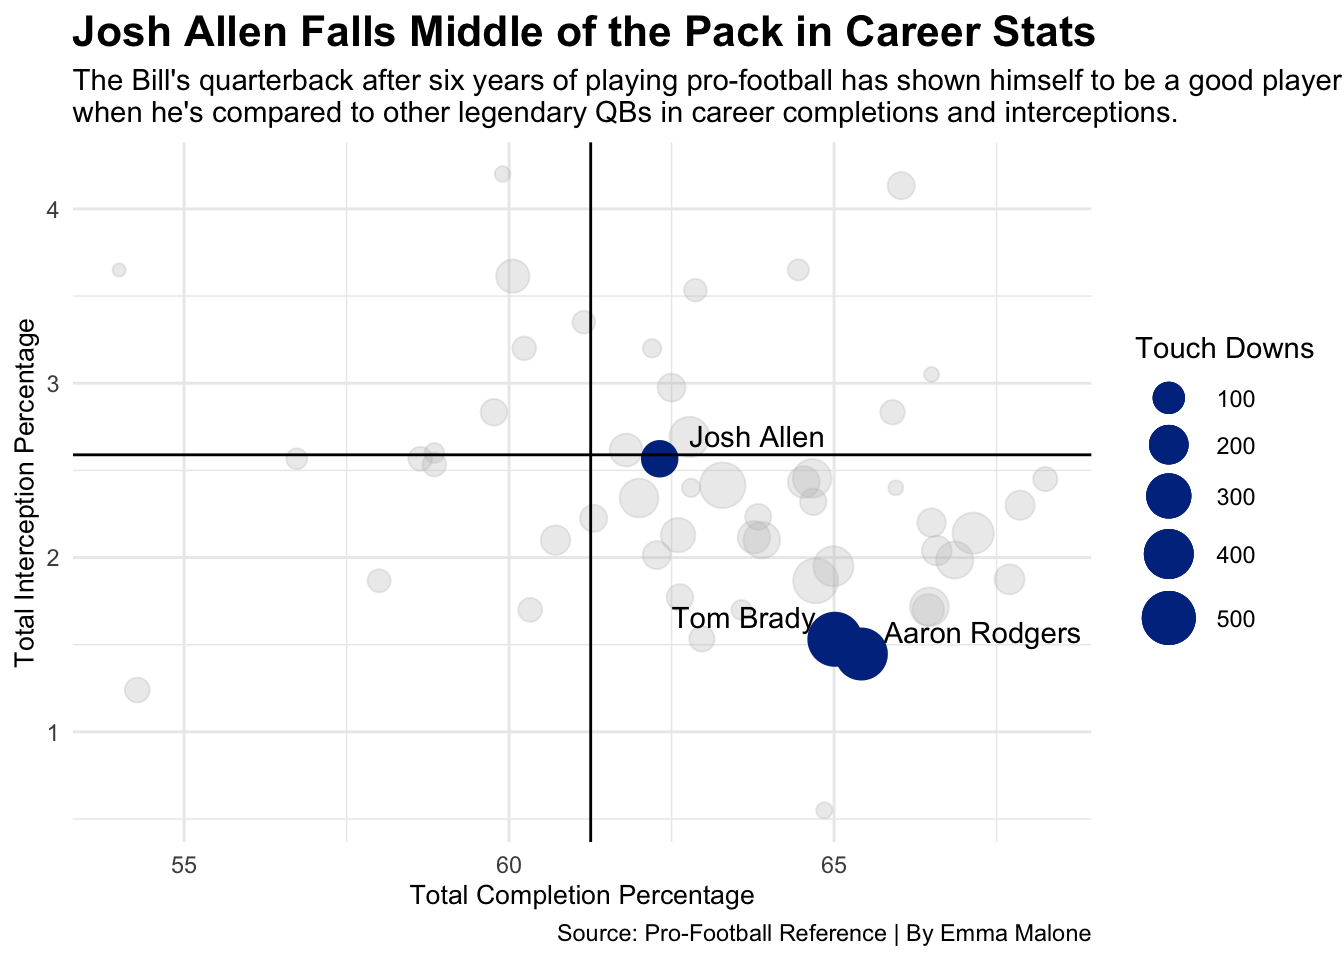 Josh Allen Falls Middle of the Pack in Career Stats
The Bill's quarterback after six years of playing pro-football has shown himself to be a good player
when he's compared to other legendary QBs in career completions and interceptions.
Total Interception Percentage
4
3
2
1
Josh Allen
Tom Brady
Aaron Rodgers
55
60
65
Total Completion Percentage
Touch Downs
100
200
300
400
500
Source: Pro-Football Reference | By Emma Malone